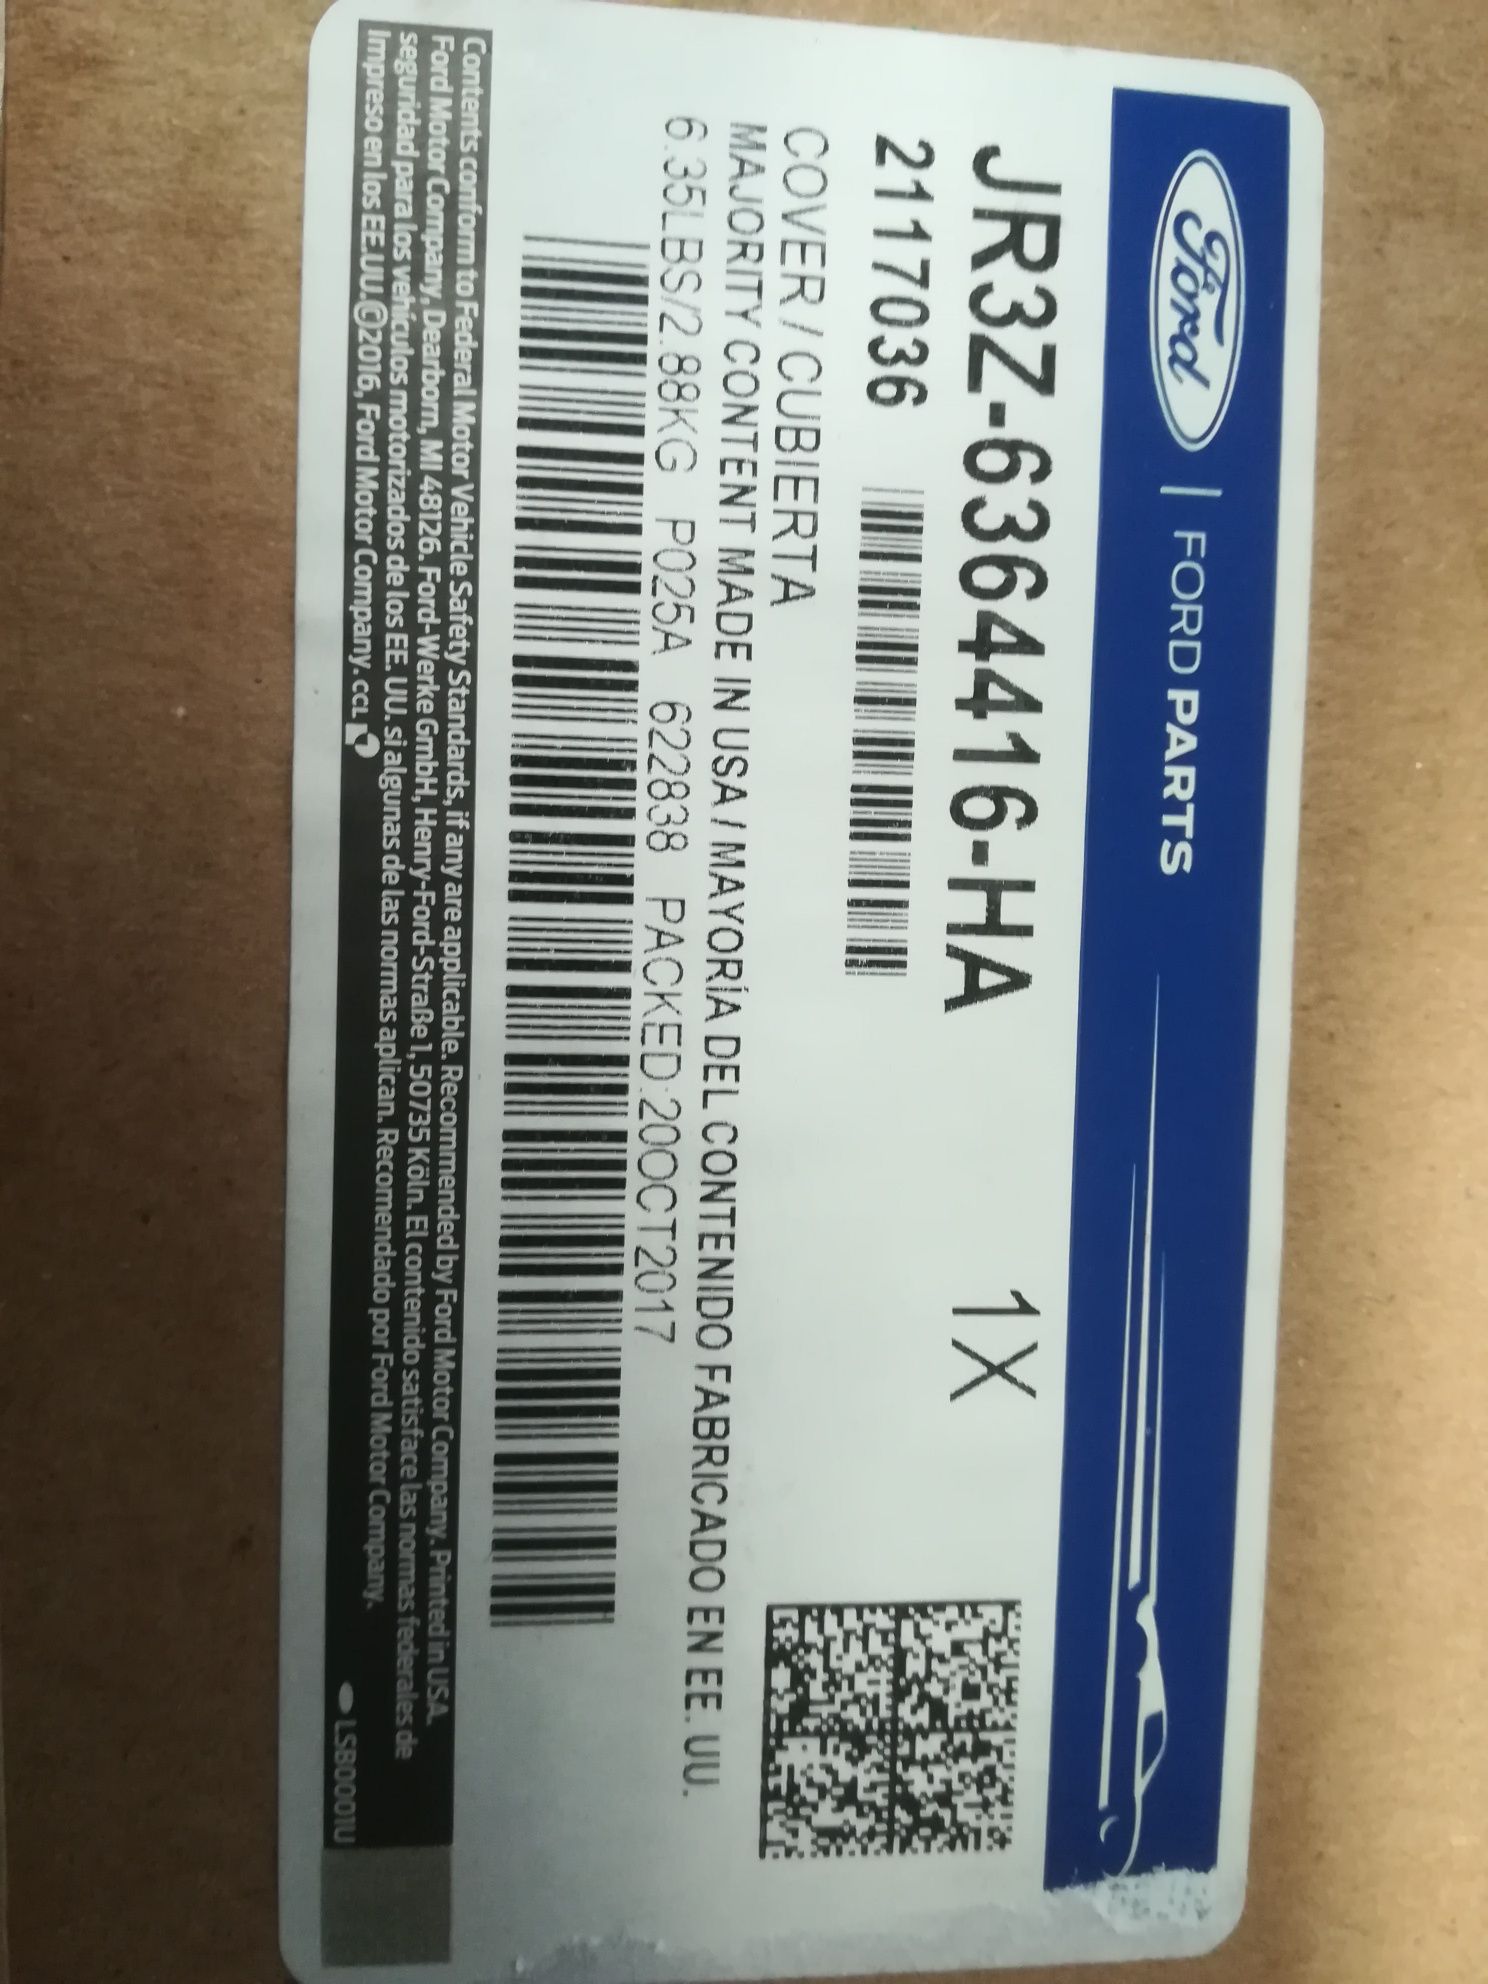 Ford | FORD PARTS
JR3Z-6364416-HA 1X
2117036
COVER / CUBIERTA
MAJORITY CONTENT MADE IN USA / MAYORÍA DEL CONTENIDO FABRICADO EN EE. UU.
6.35LBS/2.88KG P025A 622838 PACKED:20OCT2017
Contents conform to Federal Motor Vehicle Safety Standards, if any are applicable. Recommended by Ford Motor Company. Printed in USA.
Ford Motor Company, Dearborn, MI 48126. Ford-Werke GmbH, Henry-Ford-Straße 1, 50735 Köln. El contenido satisface las normas federales de
seguridad para los vehículos motorizados de los EE. UU. si algunas de las normas aplican. Recomendado por Ford Motor Company.
Impreso en los EE.UU. ©2016, Ford Motor Company. CCL
LSB0001U